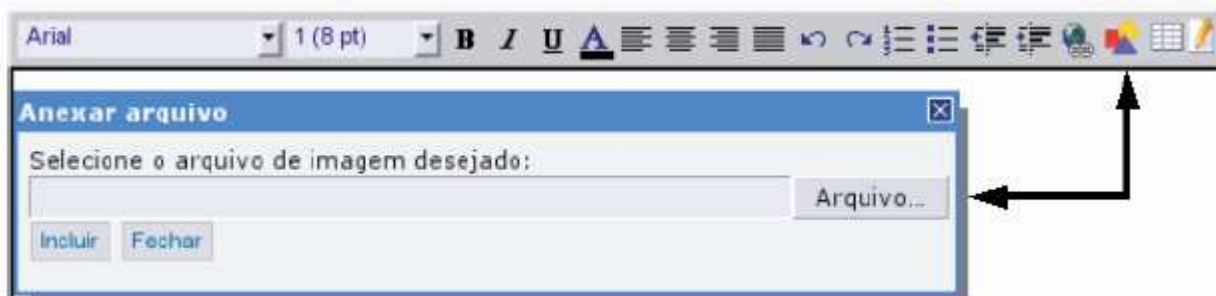 Arial 1 (8 pt) B I U A
Anexar arquivo
Selecione o arquivo de imagem desejado:
Arquivo...
Incluir Fechar